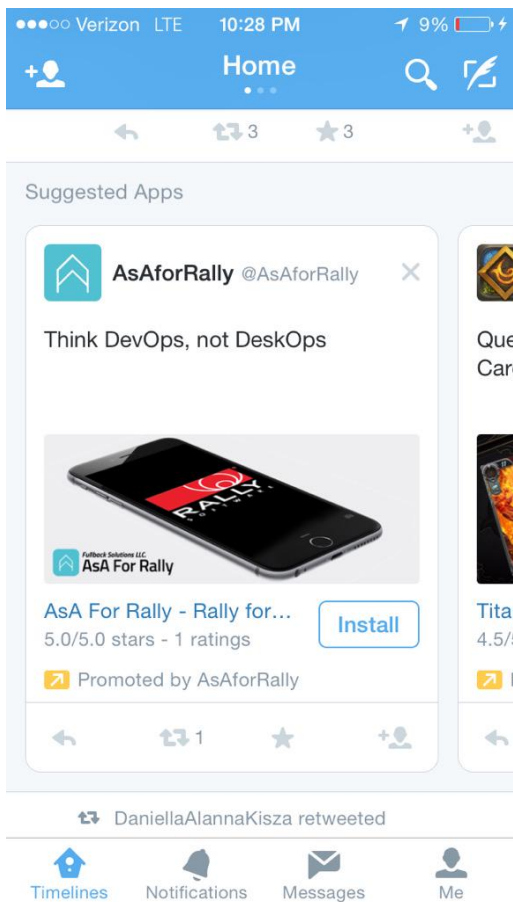 Verizon LTE 10:28 PM 9%
Home
3 3
Suggested Apps
AsAforRally @AsAforRally
Think DevOps, not DeskOps
Que
Car
RALLY
SOFTWARE
Fullback Solutions LLC.
AsA For Rally
AsA For Rally - Rally for...
Install
Tita
5.0/5.0 stars - 1 ratings
4.5/
Promoted by AsAforRally
1
DaniellaAlannaKisza retweeted
Timelines Notifications Messages Me